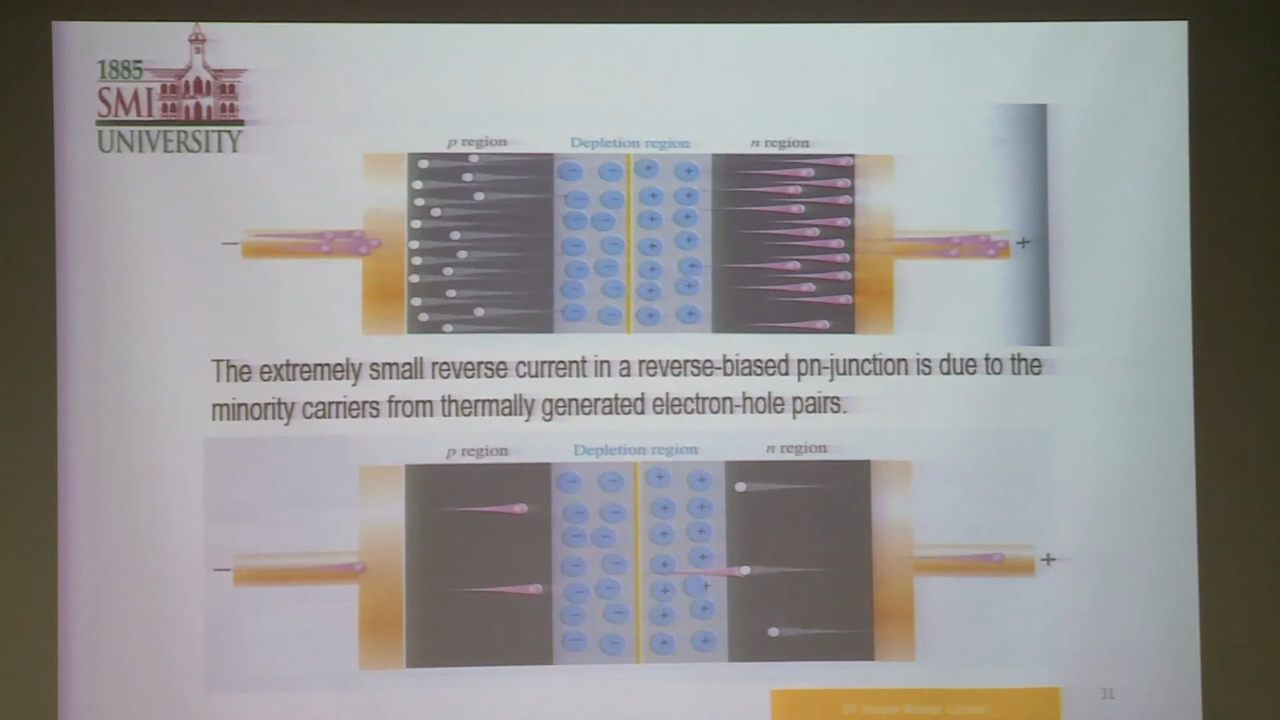 1885
SMI
UNIVERSITY
p region Depletion region n region
− +
The extremely small reverse current in a reverse-biased pn-junction is due to the
minority carriers from thermally generated electron-hole pairs.
p region Depletion region n region
− +
31